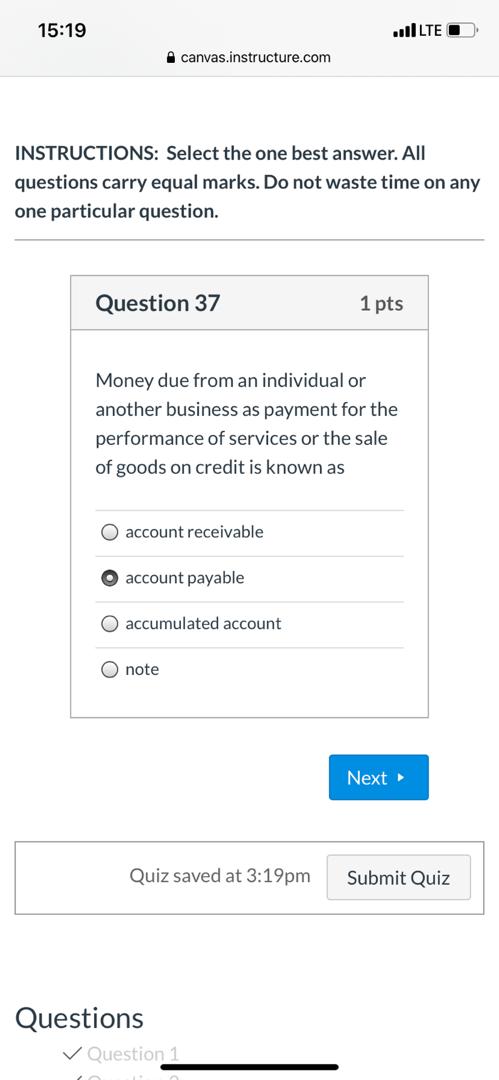 15:19
LTE
canvas.instructure.com
INSTRUCTIONS: Select the one best answer. All
questions carry equal marks. Do not waste time on any
one particular question.
Question 37
1 pts
Money due from an individual or
another business as payment for the
performance of services or the sale
of goods on credit is known as
account receivable
account payable
accumulated account
note
Next
Quiz saved at 3:19pm
Submit Quiz
Questions
Question 1